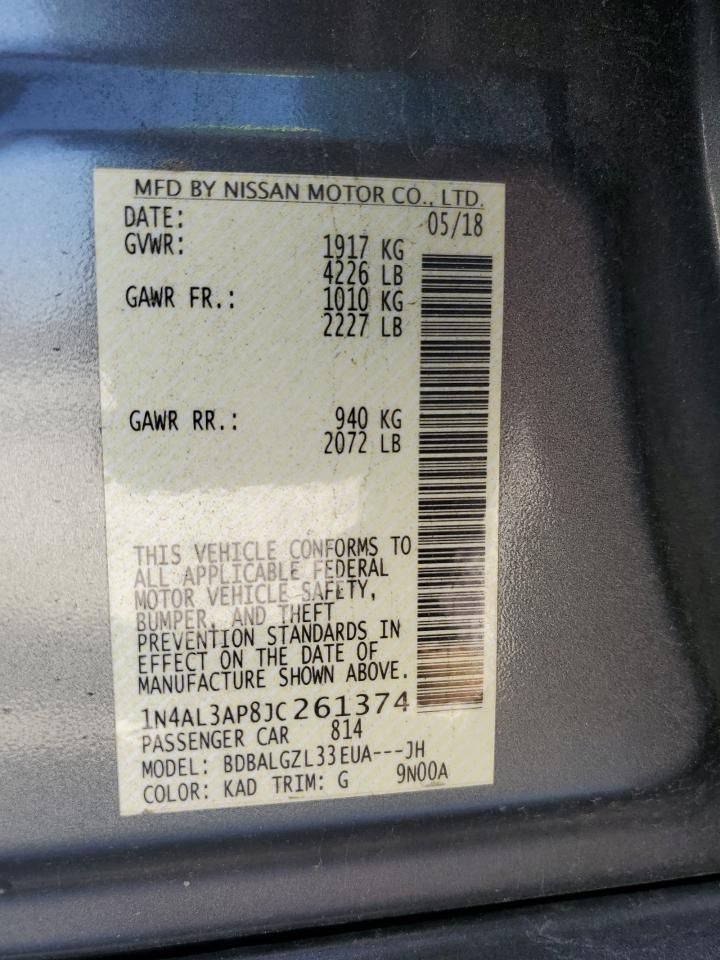 MFD BY NISSAN MOTOR CO., LTD.
DATE: 05/18
GVWR: 1917 KG
4226 LB
GAWR FR.: 1010 KG
2227 LB
GAWR RR.: 940 KG
2072 LB
THIS VEHICLE CONFORMS TO
ALL APPLICABLE FEDERAL
MOTOR VEHICLE SAFETY,
BUMPER, AND THEFT
PREVENTION STANDARDS IN
EFFECT ON THE DATE OF
MANUFACTURE SHOWN ABOVE.
1N4AL3AP8JC261374
PASSENGER CAR 814
MODEL: BDBALGZL33EUA---JH
COLOR: KAD TRIM: G 9N00A